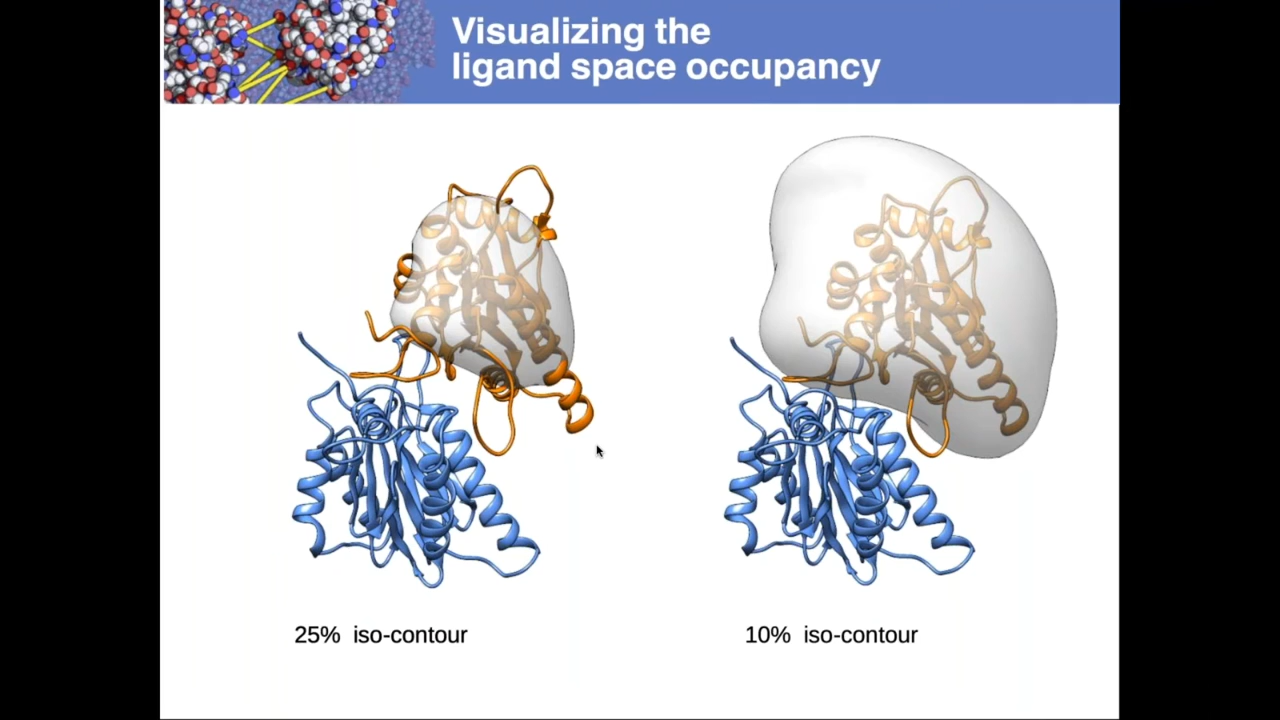 Visualizing the
ligand space occupancy
25% iso-contour
10% iso-contour